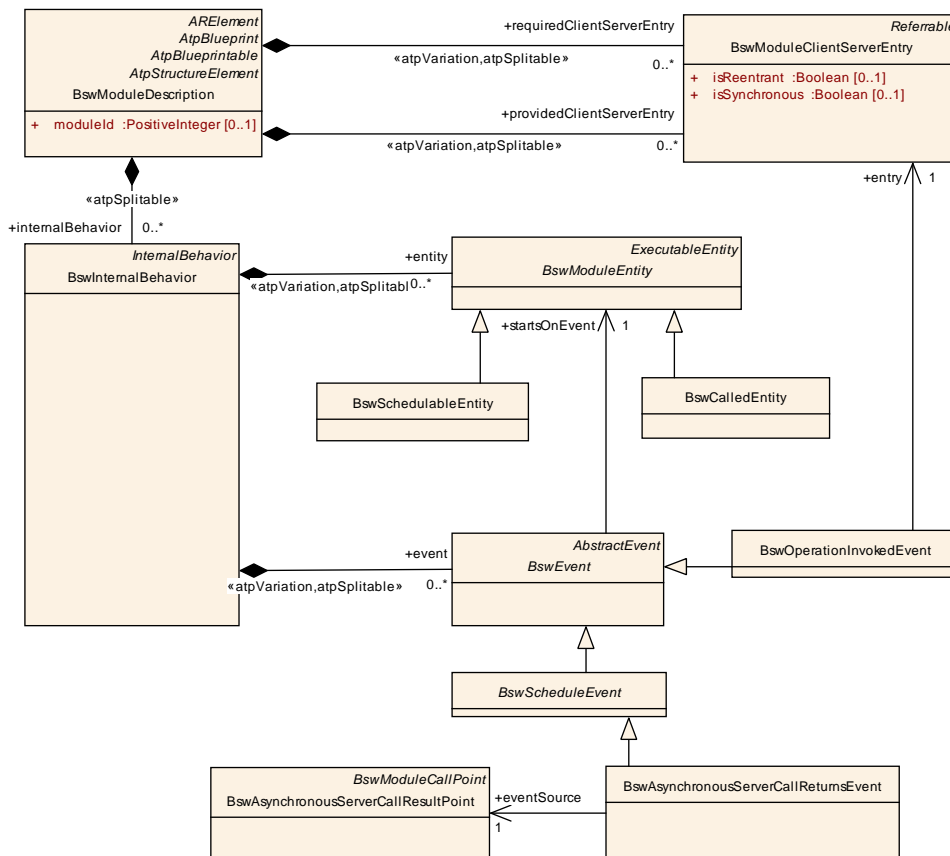 ARElement
AtpBlueprint
AtpBlueprintable
AtpStructureElement
BswModuleDescription
+ moduleId :PositiveInteger [0..1]
+requiredClientServerEntry
«atpVariation,atpSplitable»
0..*
Referrable
BswModuleClientServerEntry
+ isReentrant :Boolean [0..1]
+ isSynchronous :Boolean [0..1]
+providedClientServerEntry
«atpVariation,atpSplitable»
0..*
«atpSplitable»
+internalBehavior
0..*
+entry
1
InternalBehavior
BswInternalBehavior
+entity
«atpVariation,atpSplitabl
0..*
ExecutableEntity
BswModuleEntity
+startsOnEvent
1
BswSchedulableEntity
BswCalledEntity
+event
«atpVariation,atpSplitable»
0..*
AbstractEvent
BswEvent
BswOperationInvokedEvent
BswScheduleEvent
BswModuleCallPoint
BswAsynchronousServerCallResultPoint
+eventSource
1
BswAsynchronousServerCallReturnsEvent